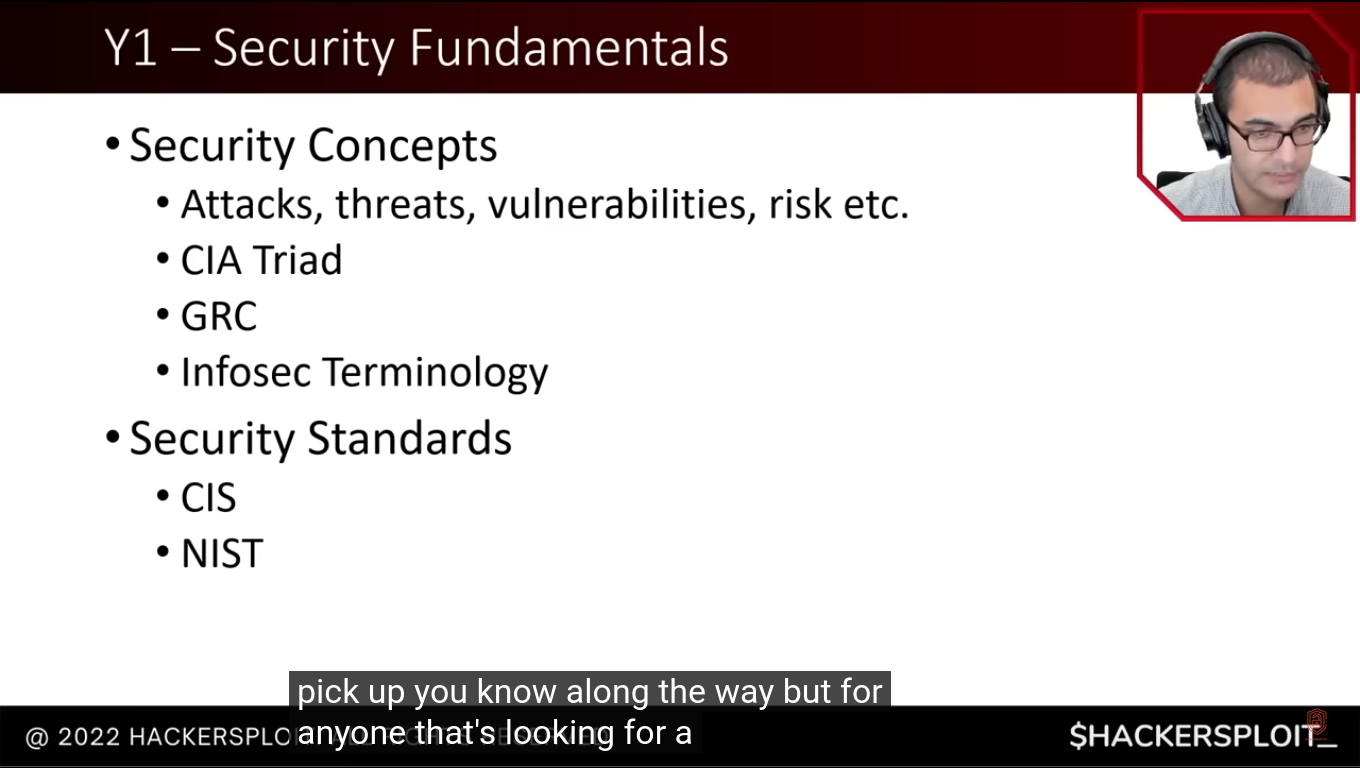 Y1 – Security Fundamentals
• Security Concepts
• Attacks, threats, vulnerabilities, risk etc.
• CIA Triad
• GRC
• Infosec Terminology
• Security Standards
• CIS
• NIST
pick up you know along the way but for
anyone that's looking for a
@ 2022 HACKERSPLO
$HACKERSPLOIT_